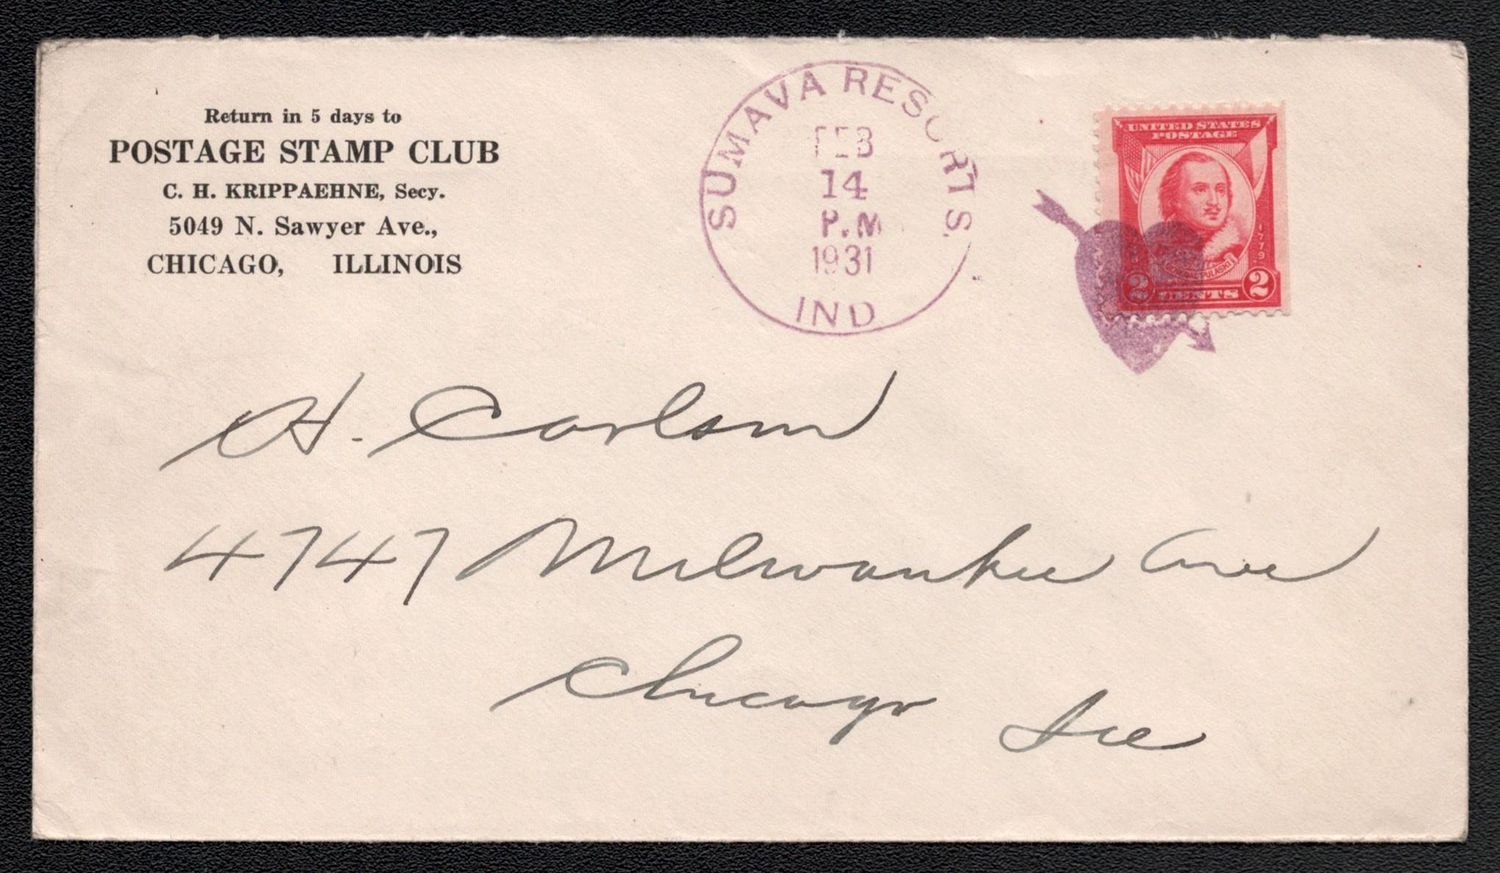 Return in 5 days to
POSTAGE STAMP CLUB
C. H. KRIPPAEHNE, Secy.
5049 N. Sawyer Ave.,
CHICAGO, ILLINOIS
SUMAVA RESORTS.
FEB
14
P.M
1931
IND
UNITED STATES
POSTAGE
1779
PULASKI
2 CENTS 2
H. Carlson
4747 Milwaukee Ave
Chicago Ill